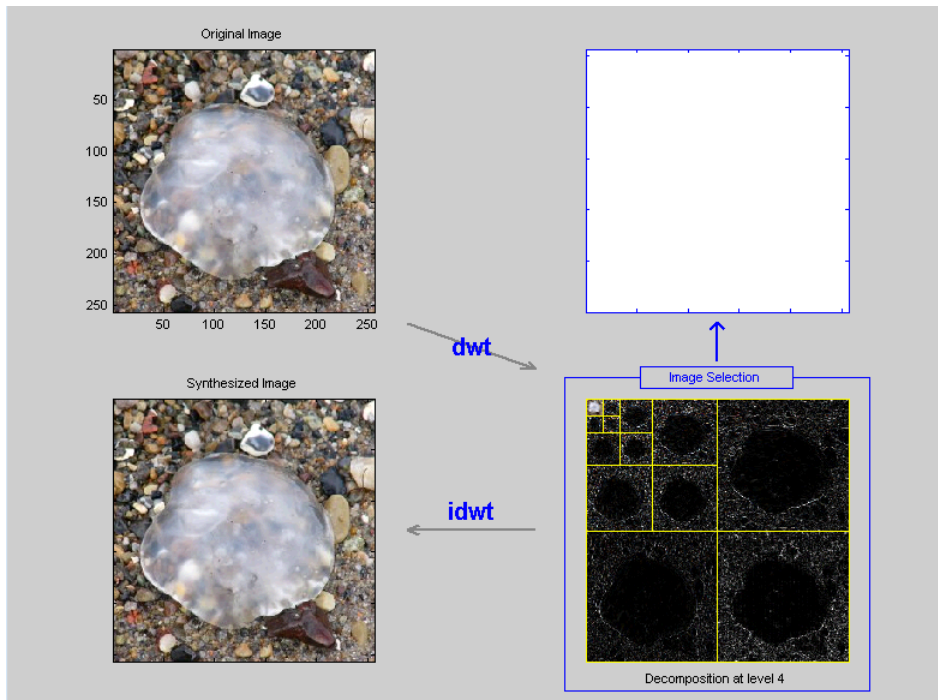 Original Image
50
100
150
200
250
50
100
150
200
250
dwt
Image Selection
Synthesized Image
idwt
Decomposition at level 4